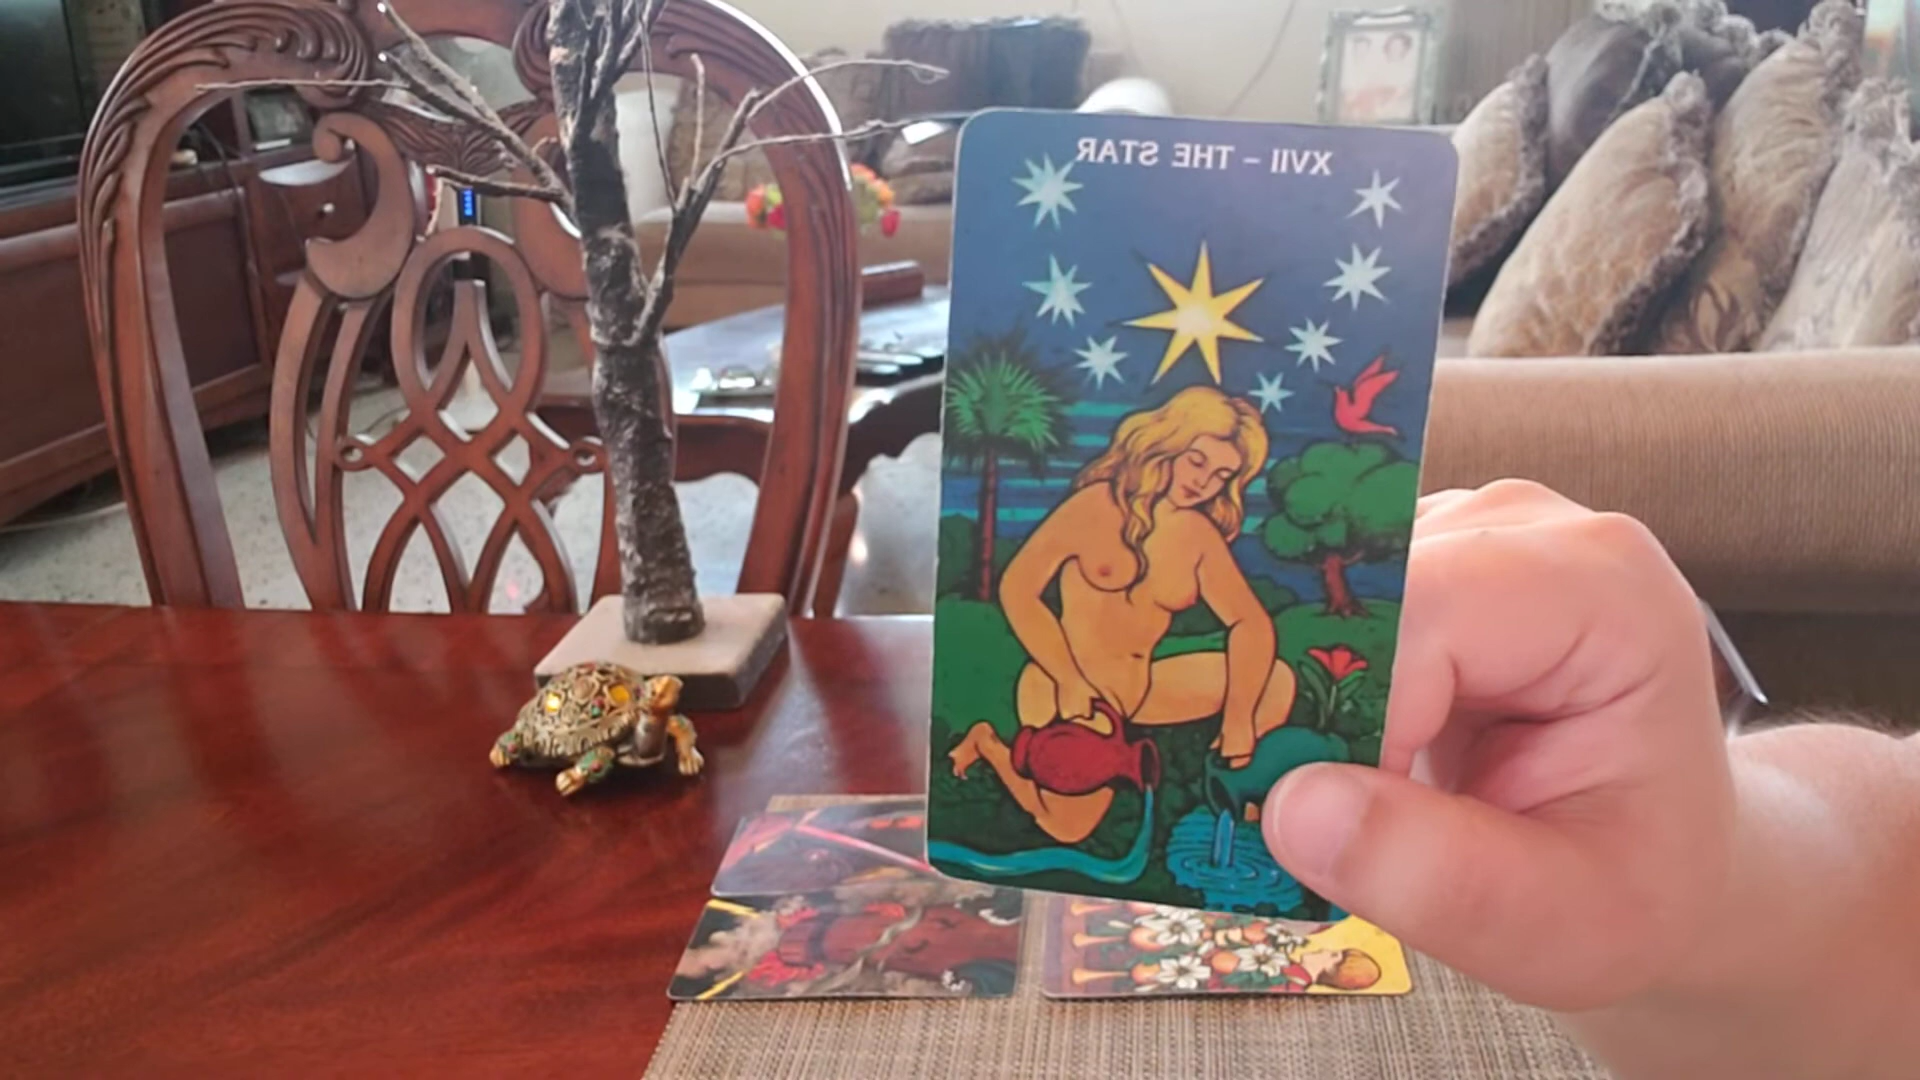 XVII – THE STAR